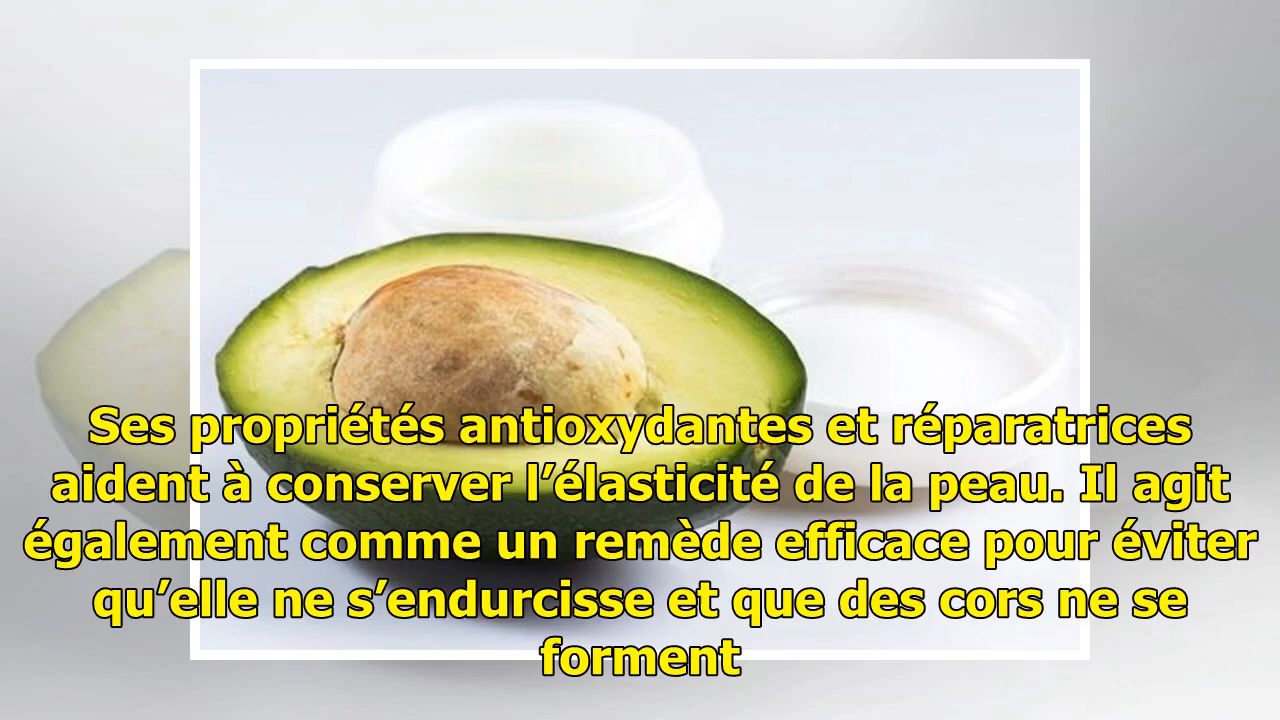 Ses propriétés antioxydantes et réparatrices
aident à conserver l’élasticité de la peau. Il agit
également comme un remède efficace pour éviter
qu’elle ne s’endurcisse et que des cors ne se
forment